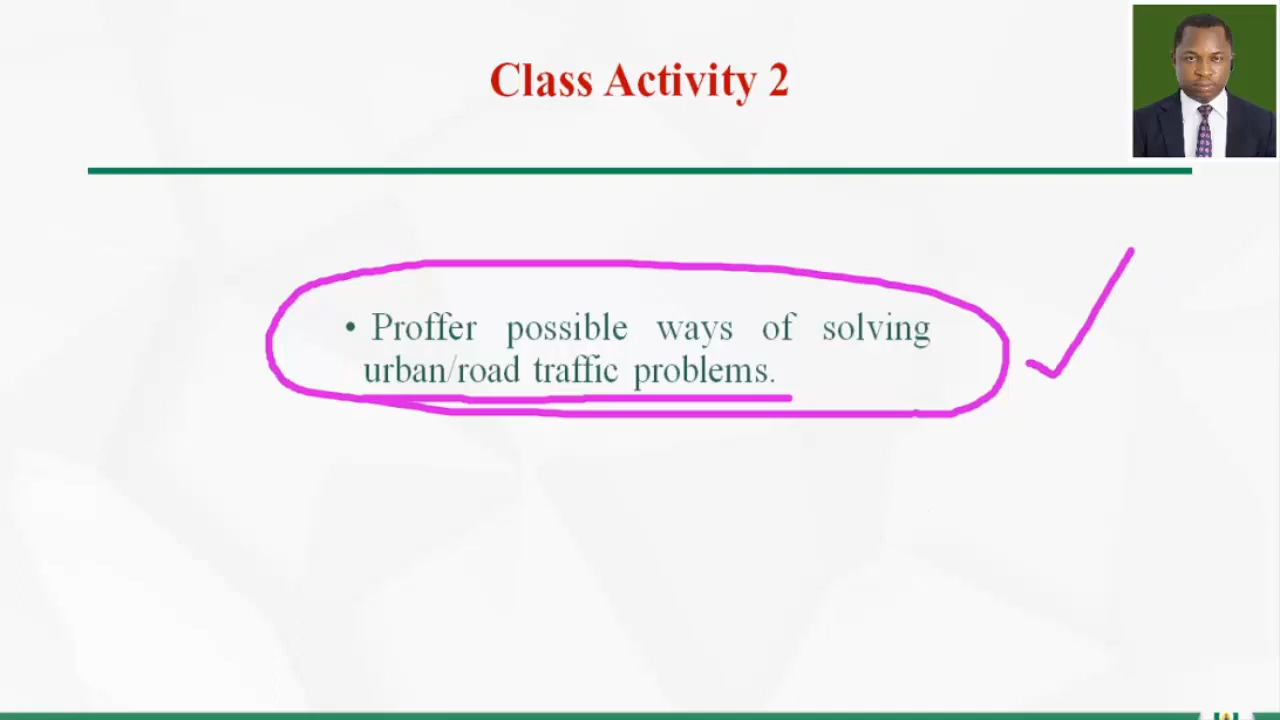 Class Activity 2
• Proffer possible ways of solving
urban/road traffic problems.